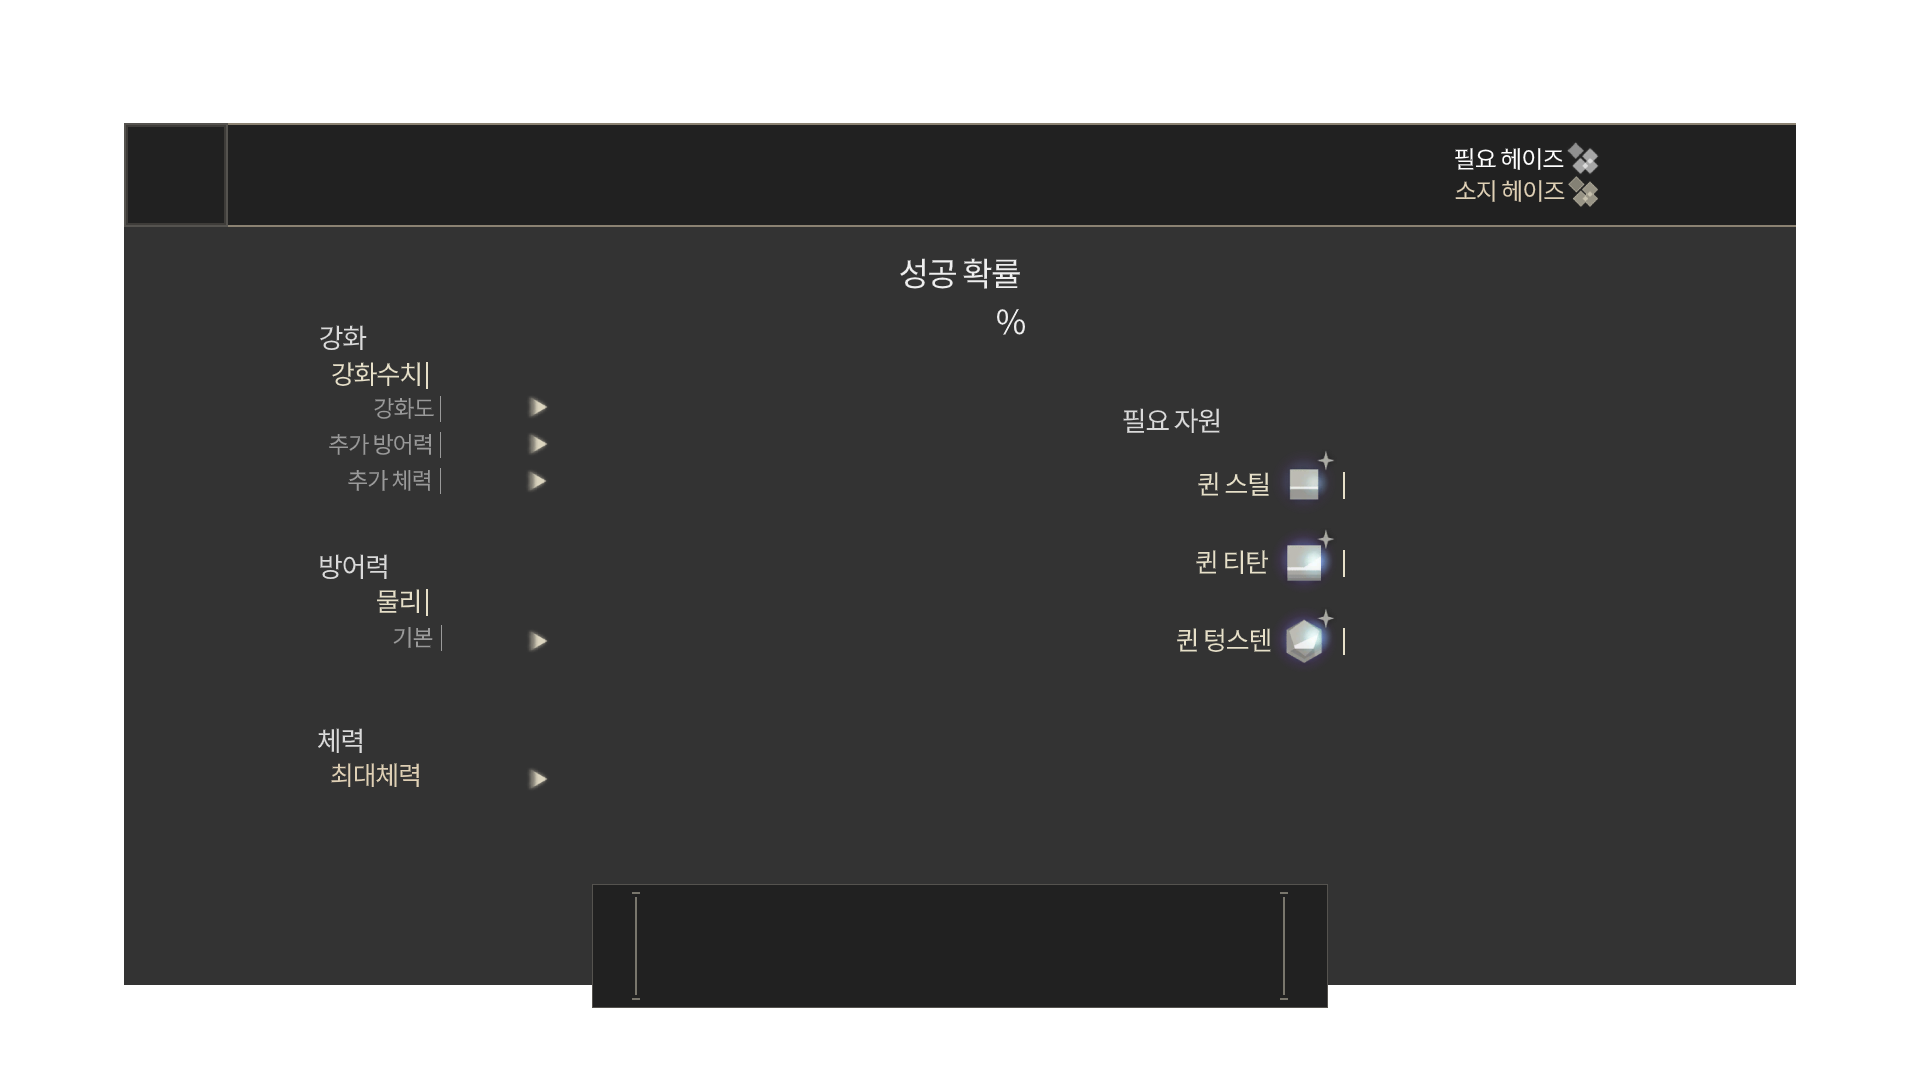 필요 헤이즈
소지 헤이즈
성공 확률
%
강화
강화수치
강화도
추가 방어력
추가 체력
필요 자원
퀸 스틸
퀸 티탄
퀸 텅스텐
방어력
물리
기본
체력
최대체력